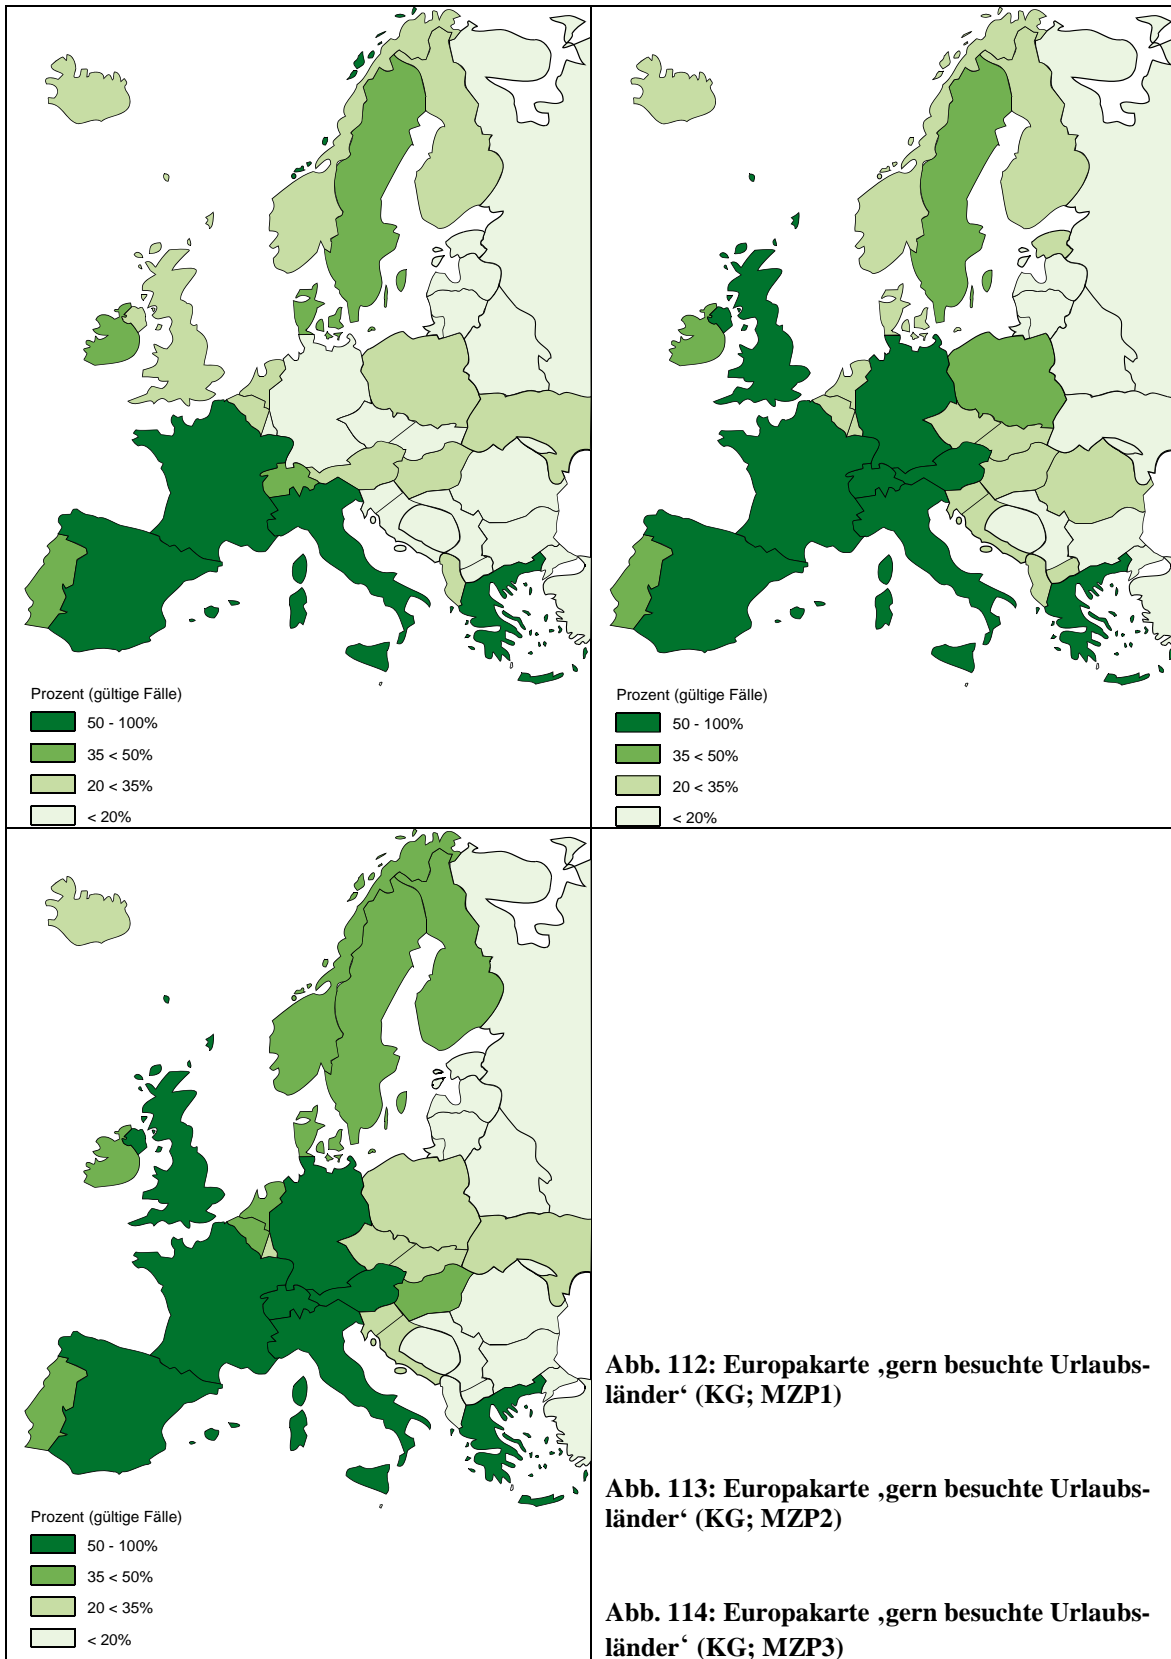 Prozent (gültige Fälle)
50 - 100%
35 < 50%
20 < 35%
< 20%
Prozent (gültige Fälle)
50 - 100%
35 < 50%
20 < 35%
< 20%
Prozent (gültige Fälle)
50 - 100%
35 < 50%
20 < 35%
< 20%
Abb. 112: Europakarte ‚gern besuchte Urlaubs-
länder‘ (KG; MZP1)
Abb. 113: Europakarte ‚gern besuchte Urlaubs-
länder‘ (KG; MZP2)
Abb. 114: Europakarte ‚gern besuchte Urlaubs-
länder‘ (KG; MZP3)